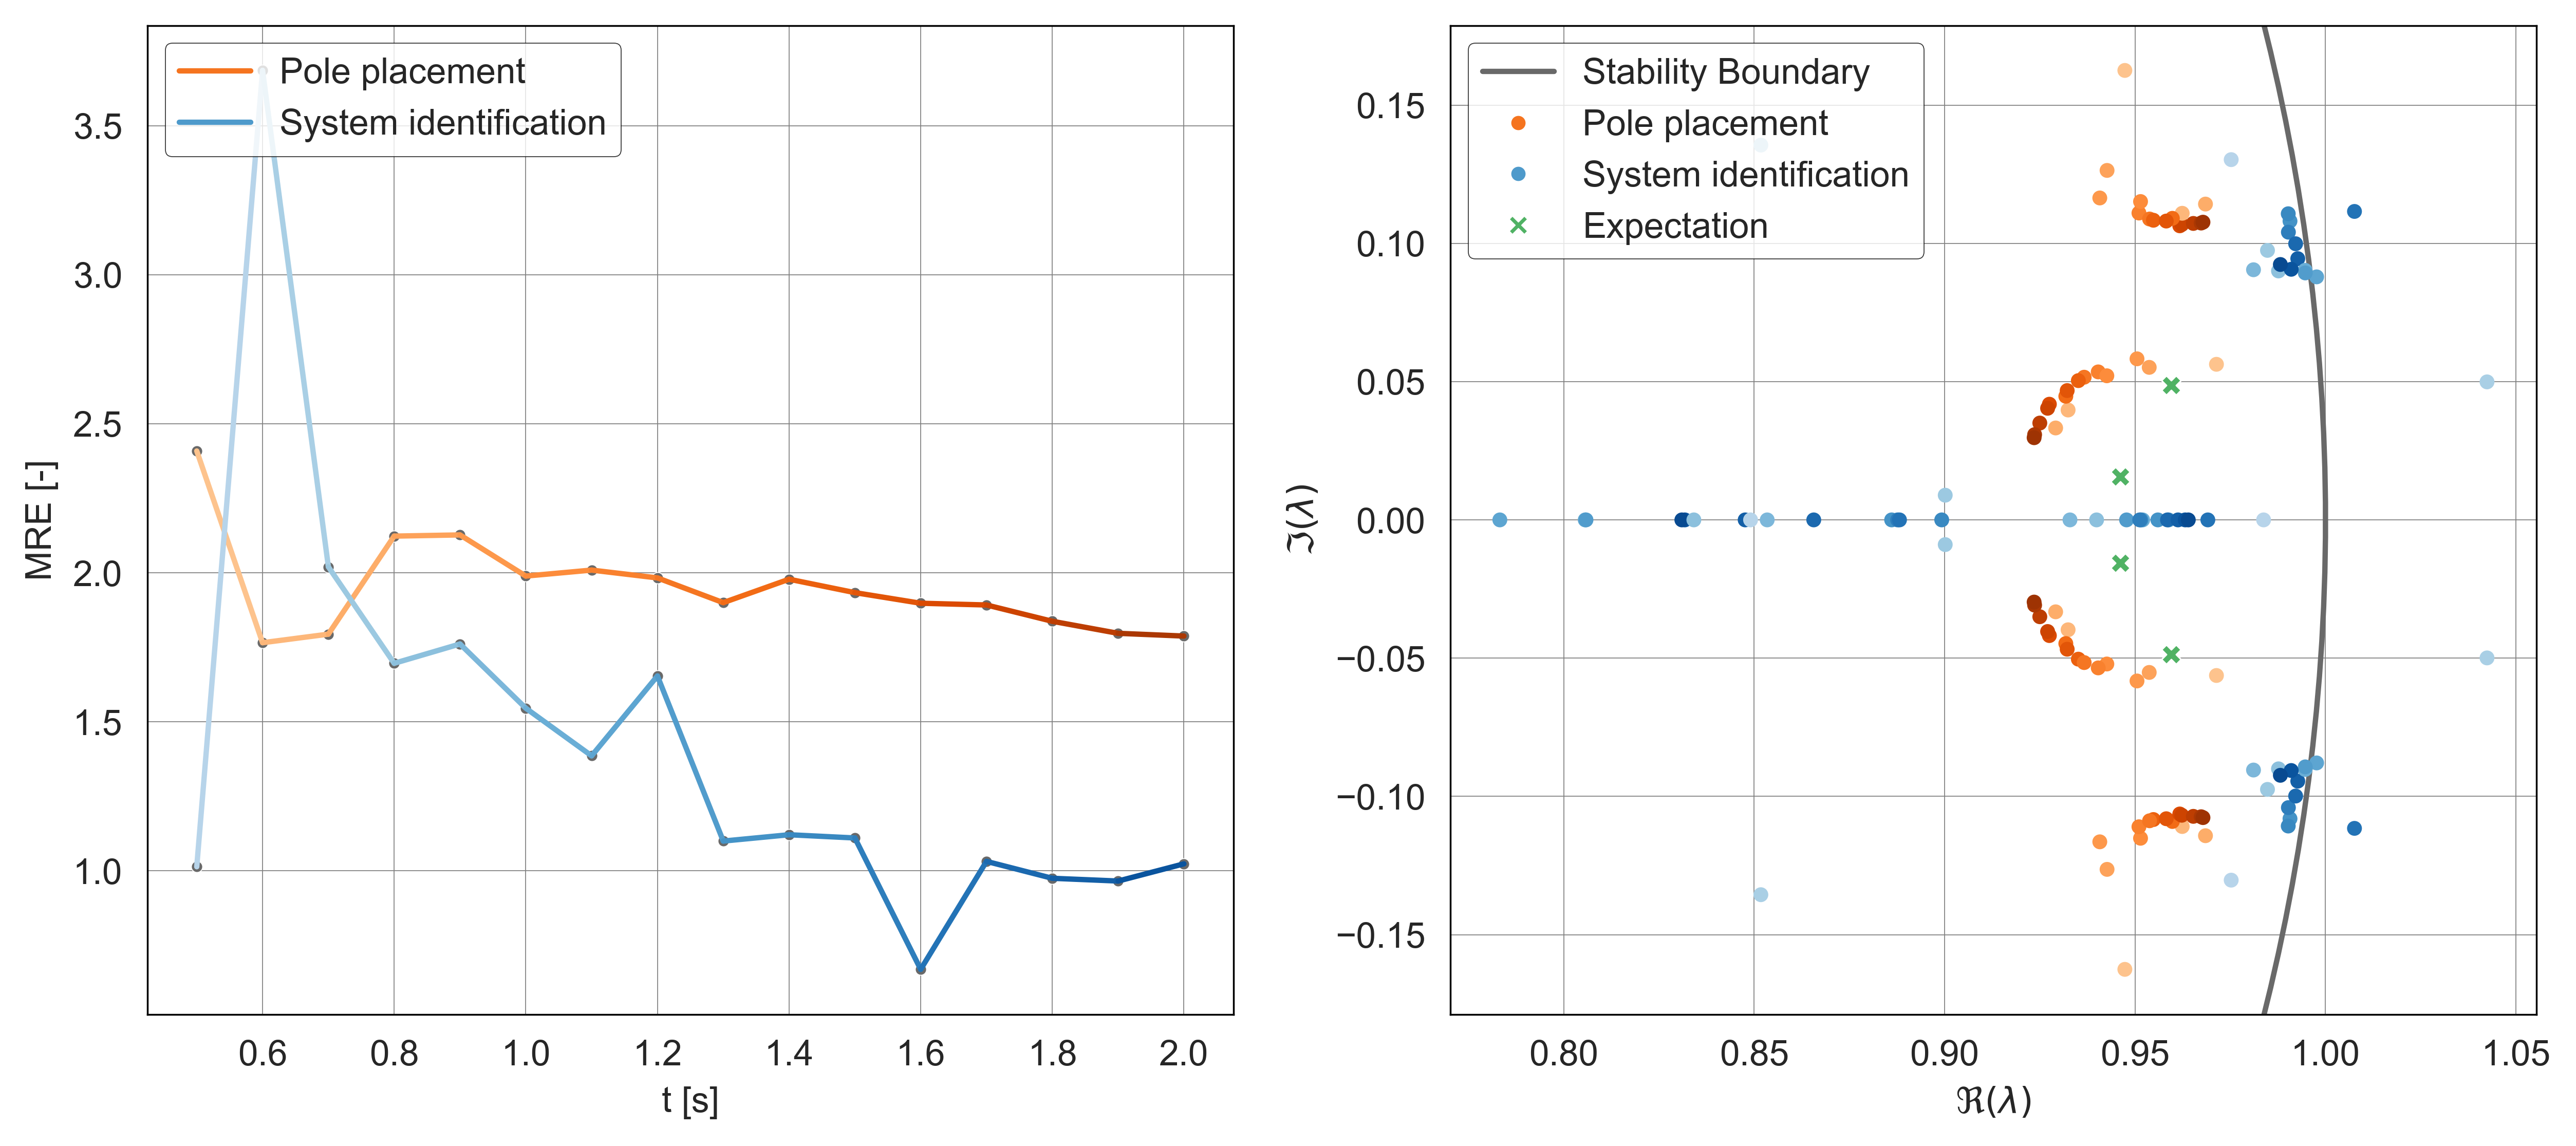 Pole placement
System identification
3.5
3.0
2.5
2.0
1.5
1.0
MRE [-]
0.6 0.8 1.0 1.2 1.4 1.6 1.8 2.0
t [s]
Stability Boundary
Pole placement
System identification
Expectation
0.15
0.10
0.05
0.00
−0.05
−0.10
−0.15
ℑ(λ)
0.80 0.85 0.90 0.95 1.00 1.05
ℜ(λ)